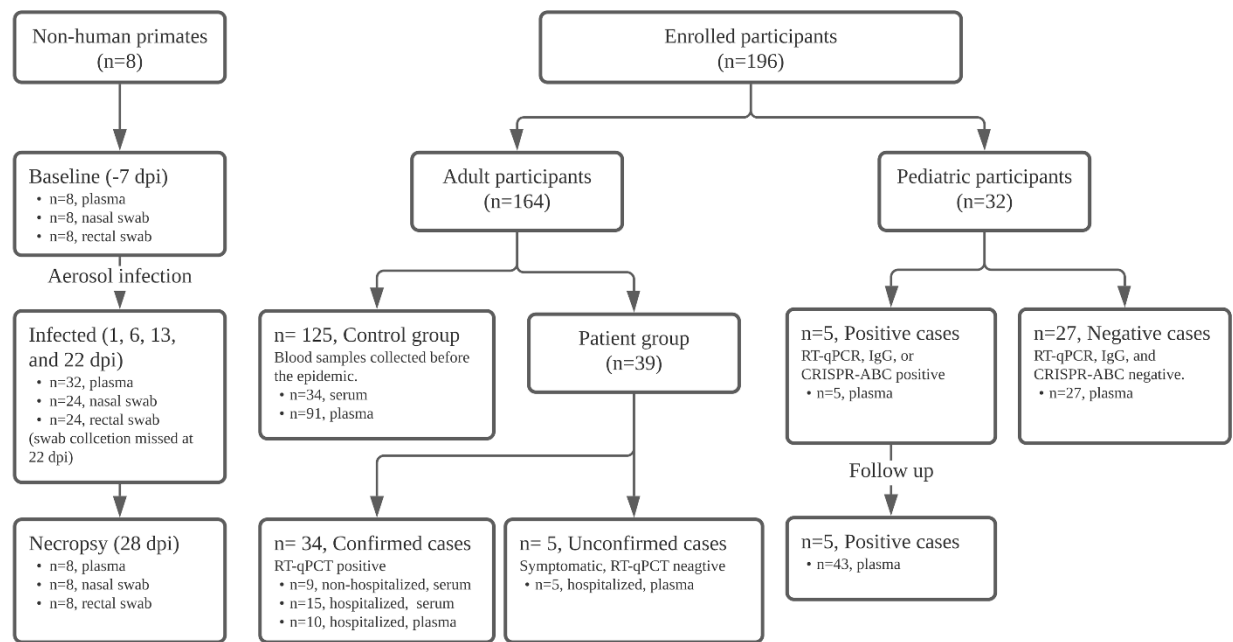 Non-human primates
(n=8)
Baseline (-7 dpi)
• n=8, plasma
• n=8, nasal swab
• n=8, rectal swab
Aerosol infection
Infected (1, 6, 13,
and 22 dpi)
• n=32, plasma
• n=24, nasal swab
• n=24, rectal swab
(swab collcetion missed at
22 dpi)
Necropsy (28 dpi)
• n=8, plasma
• n=8, nasal swab
• n=8, rectal swab
Enrolled participants
(n=196)
Adult participants
(n=164)
n= 125, Control group
Blood samples collected before
the epidemic.
• n=34, serum
• n=91, plasma
Patient group
(n=39)
n= 34, Confirmed cases
RT-qPCT positive
• n=9, non-hospitalized, serum
• n=15, hospitalized, serum
• n=10, hospitalized, plasma
n= 5, Unconfirmed cases
Symptomatic, RT-qPCT neagtive
• n=5, hospitalized, plasma
Pediatric participants
(n=32)
n=5, Positive cases
RT-qPCR, IgG, or
CRISPR-ABC positive
• n=5, plasma
Follow up
n=5, Positive cases
• n=43, plasma
n=27, Negative cases
RT-qPCR, IgG, and
CRISPR-ABC negative.
• n=27, plasma